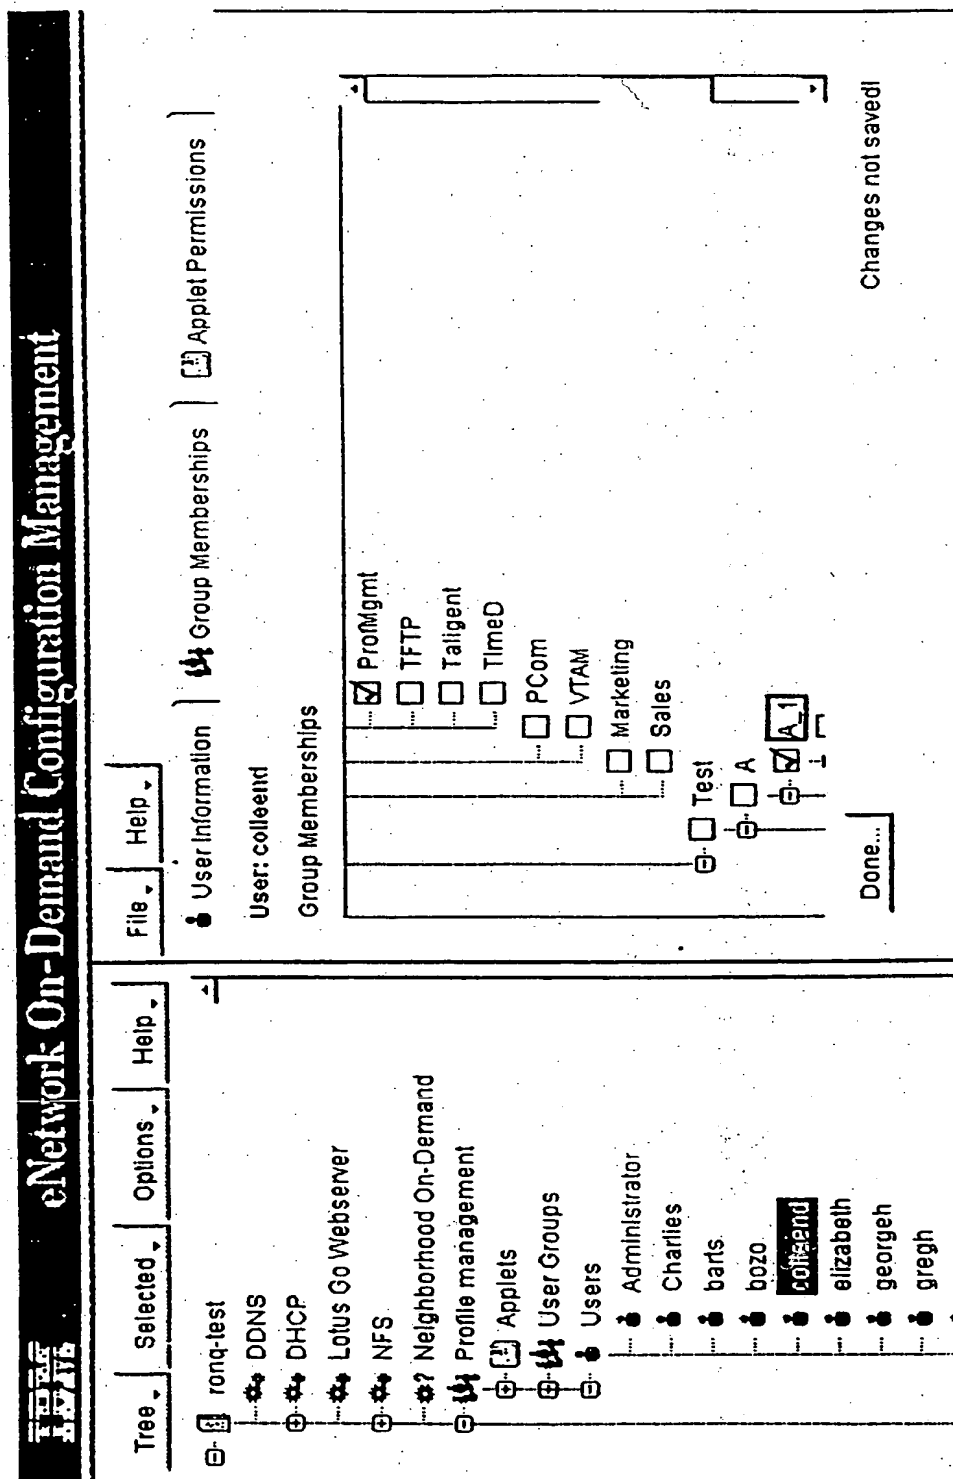 IBM eNetwork On-Demand Configuration Management
Tree Selected Options Help
ronq-test
DDNS
DHCP
Lotus Go Webserver
NFS
Neighborhood On-Demand
Profile management
Applets
User Groups
Users
Administrator
Charlies
barts
bozo
colleend
elizabeth
georgeh
gregh
File Help
User Information Group Memberships Applet Permissions
User: colleend
Group Memberships
ProfMgmt
TFTP
Taligent
TimeD
PCom
VTAM
Marketing
Sales
Test
A
A_1
Done... Changes not saved!